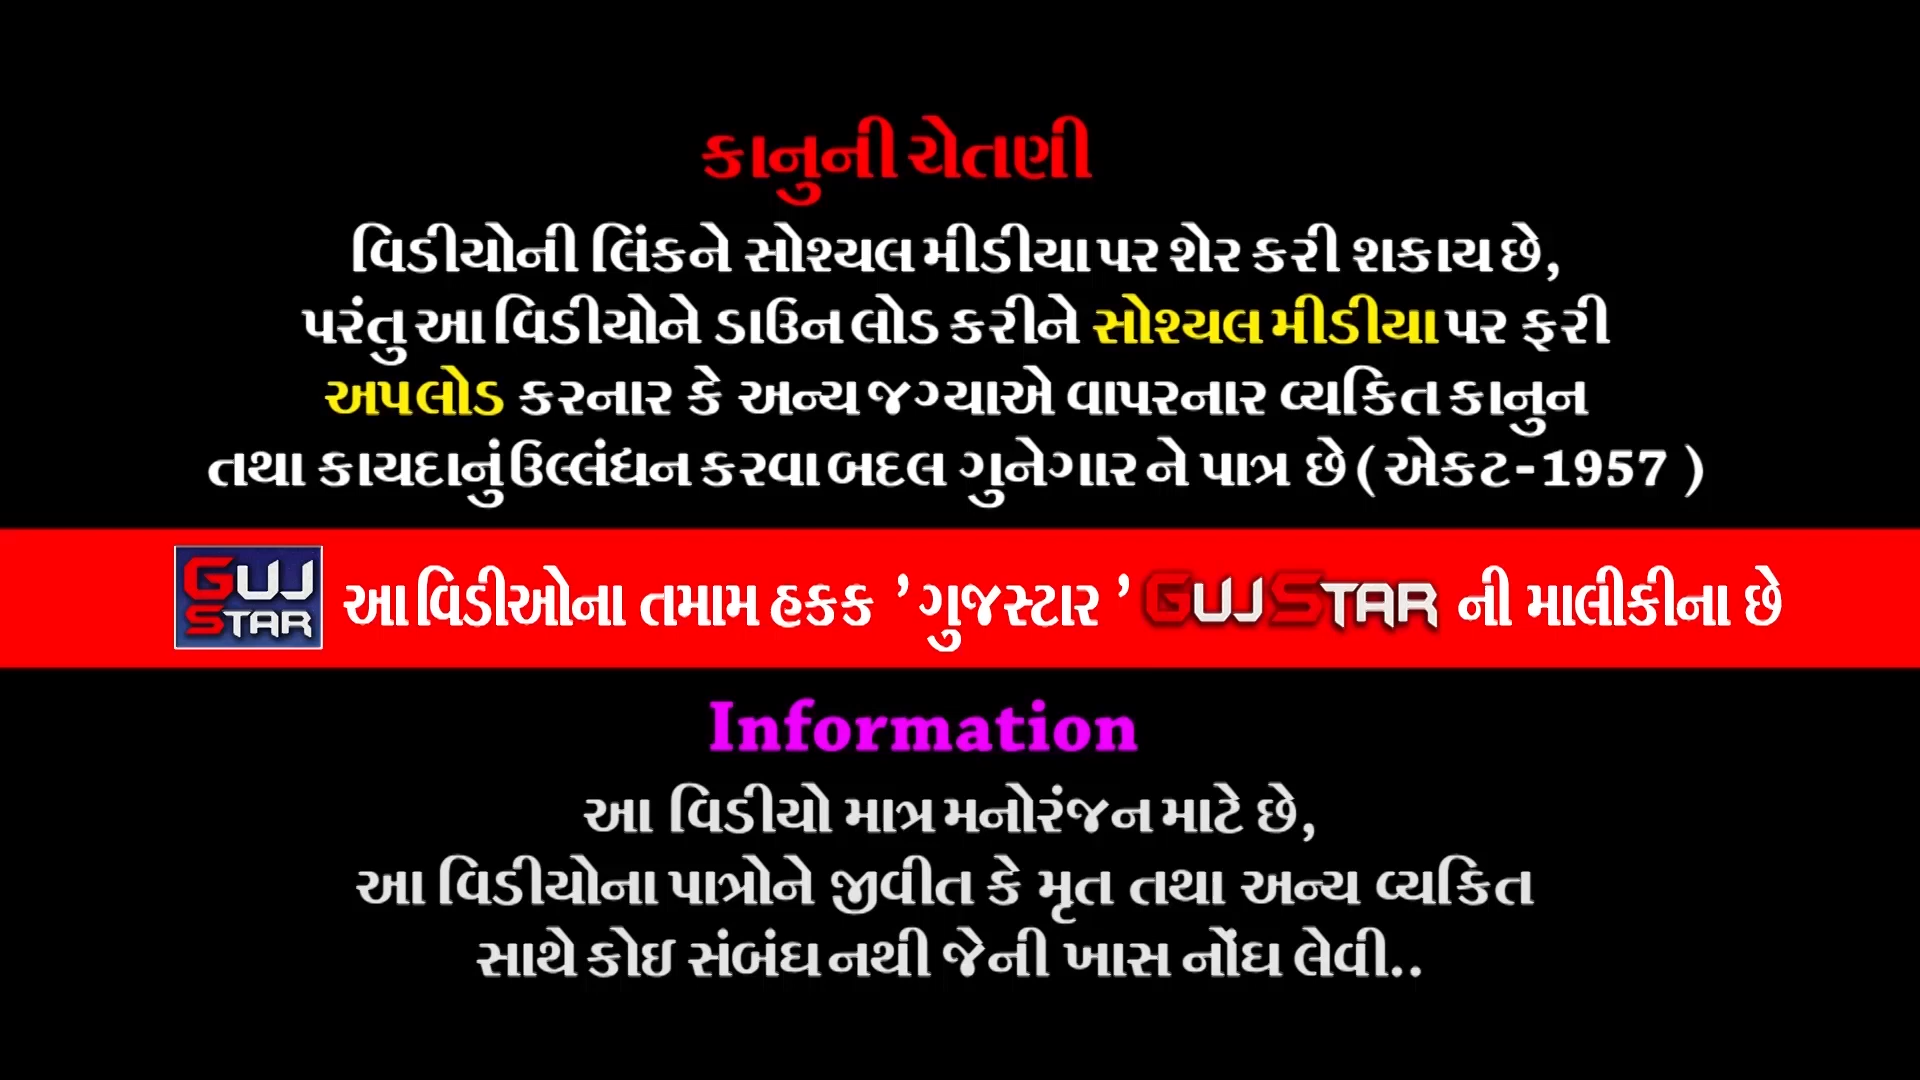 કાનુની ચેતણી
વિડીયોની લિંકને સોશ્યલ મીડીયા પર શેર કરી શકાય છે,
પરંતુ આ વિડીયોને ડાઉન લોડ કરીને સોશ્યલ મીડીયા પર ફરી
અપલોડ કરનાર કે અન્ય જગ્યાએ વાપરનાર વ્યકિત કાનુન
તથા કાયદાનું ઉલ્લંઘન કરવા બદલ ગુનેગાર ને પાત્ર છે ( એકટ-1957 )
GUJ STAR આ વિડીઓના તમામ હકક ’ ગુજસ્ટાર ’ GUJ STAR ની માલીકીના છે
Information
આ વિડીયો માત્ર મનોરંજન માટે છે,
આ વિડીયોના પાત્રોને જીવીત કે મૃત તથા અન્ય વ્યકિત
સાથે કોઇ સંબંઘ નથી જેની ખાસ નોંઘ લેવી..